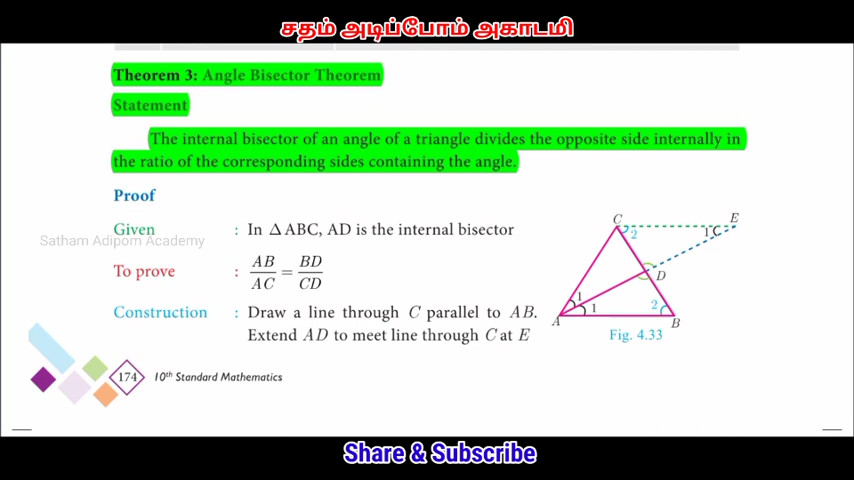 சதம் அடிப்போம் அகாடமி
Theorem 3: Angle Bisector Theorem
Statement
The internal bisector of an angle of a triangle divides the opposite side internally in
the ratio of the corresponding sides containing the angle.
Proof
Given : In ΔABC, AD is the internal bisector
Satham Adipom Academy
To prove : AB/AC = BD/CD
Construction : Draw a line through C parallel to AB.
Extend AD to meet line through C at E
C E
2 1
D
1 1 2
A B
Fig. 4.33
174 10th Standard Mathematics
Share & Subscribe